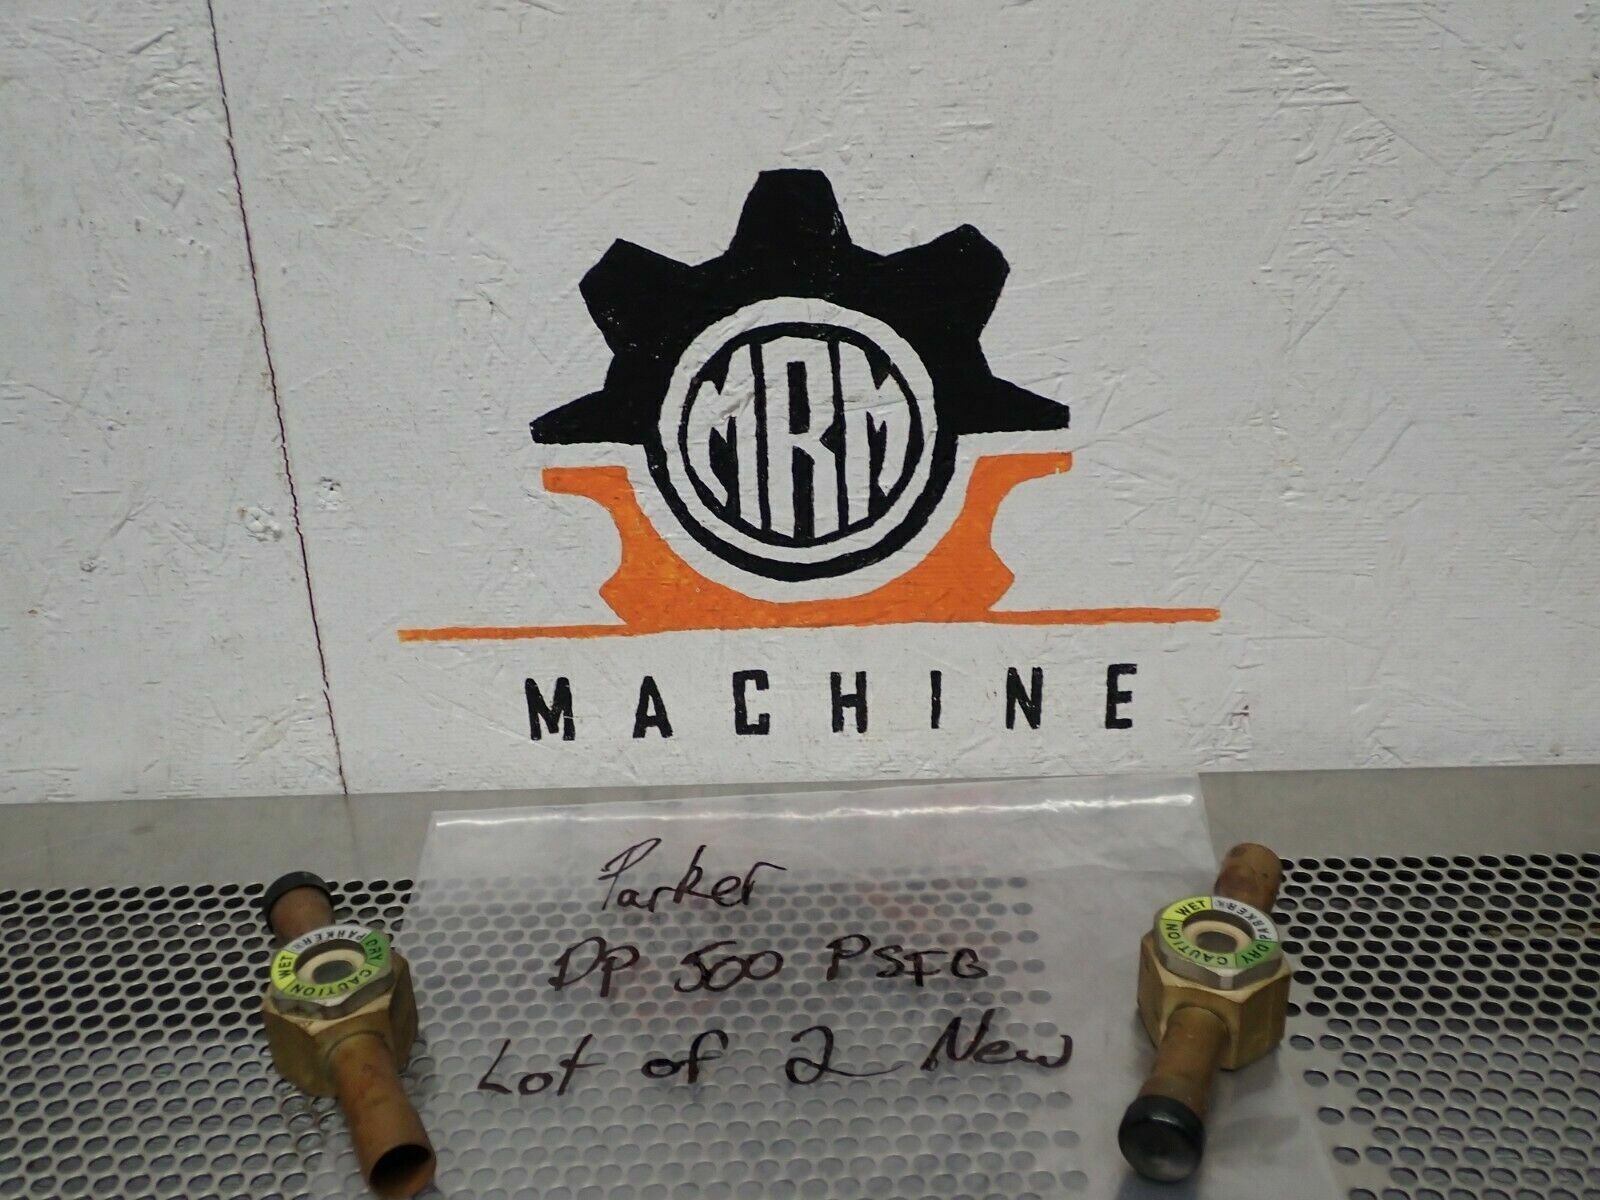 MRM
MACHINE
Parker
DP 500 PSFG
Lot of 2 New
WET
PARKER
DRY
CAUTION
WET
PARKER
DRY
CAUTION